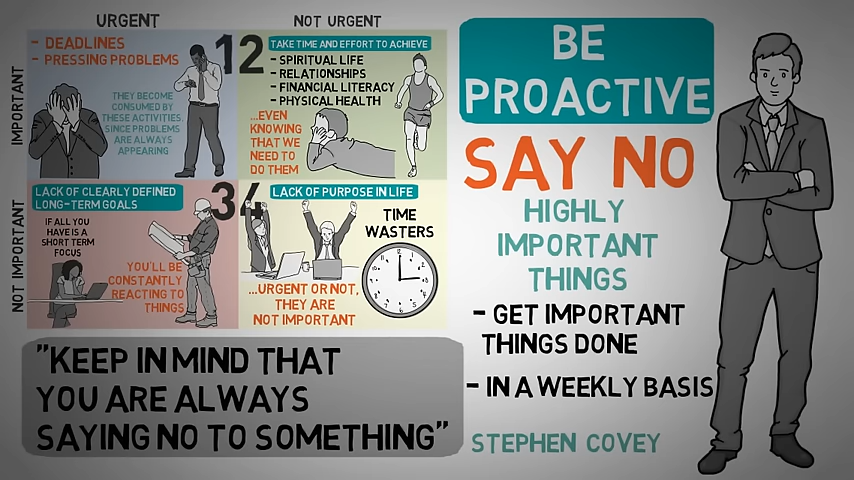 URGENT
NOT URGENT
IMPORTANT
NOT IMPORTANT
- DEADLINES
- PRESSING PROBLEMS
THEY BECOME
CONSUMED BY
THESE ACTIVITIES,
SINCE PROBLEMS
ARE ALWAYS
APPEARING
1
2
TAKE TIME AND EFFORT TO ACHIEVE
- SPIRITUAL LIFE
- RELATIONSHIPS
- FINANCIAL LITERACY
- PHYSICAL HEALTH
...EVEN
KNOWING
THAT WE
NEED TO
DO THEM
LACK OF CLEARLY DEFINED
LONG-TERM GOALS
3
IF ALL YOU
HAVE IS A
SHORT TERM
FOCUS
YOU'LL BE
CONSTANTLY
REACTING TO
THINGS
4
LACK OF PURPOSE IN LIFE
TIME
WASTERS
...URGENT OR NOT,
THEY ARE
NOT IMPORTANT
"KEEP IN MIND THAT
YOU ARE ALWAYS
SAYING NO TO SOMETHING"
BE
PROACTIVE
SAY NO
HIGHLY
IMPORTANT
THINGS
- GET IMPORTANT
THINGS DONE
- IN A WEEKLY BASIS
STEPHEN COVEY